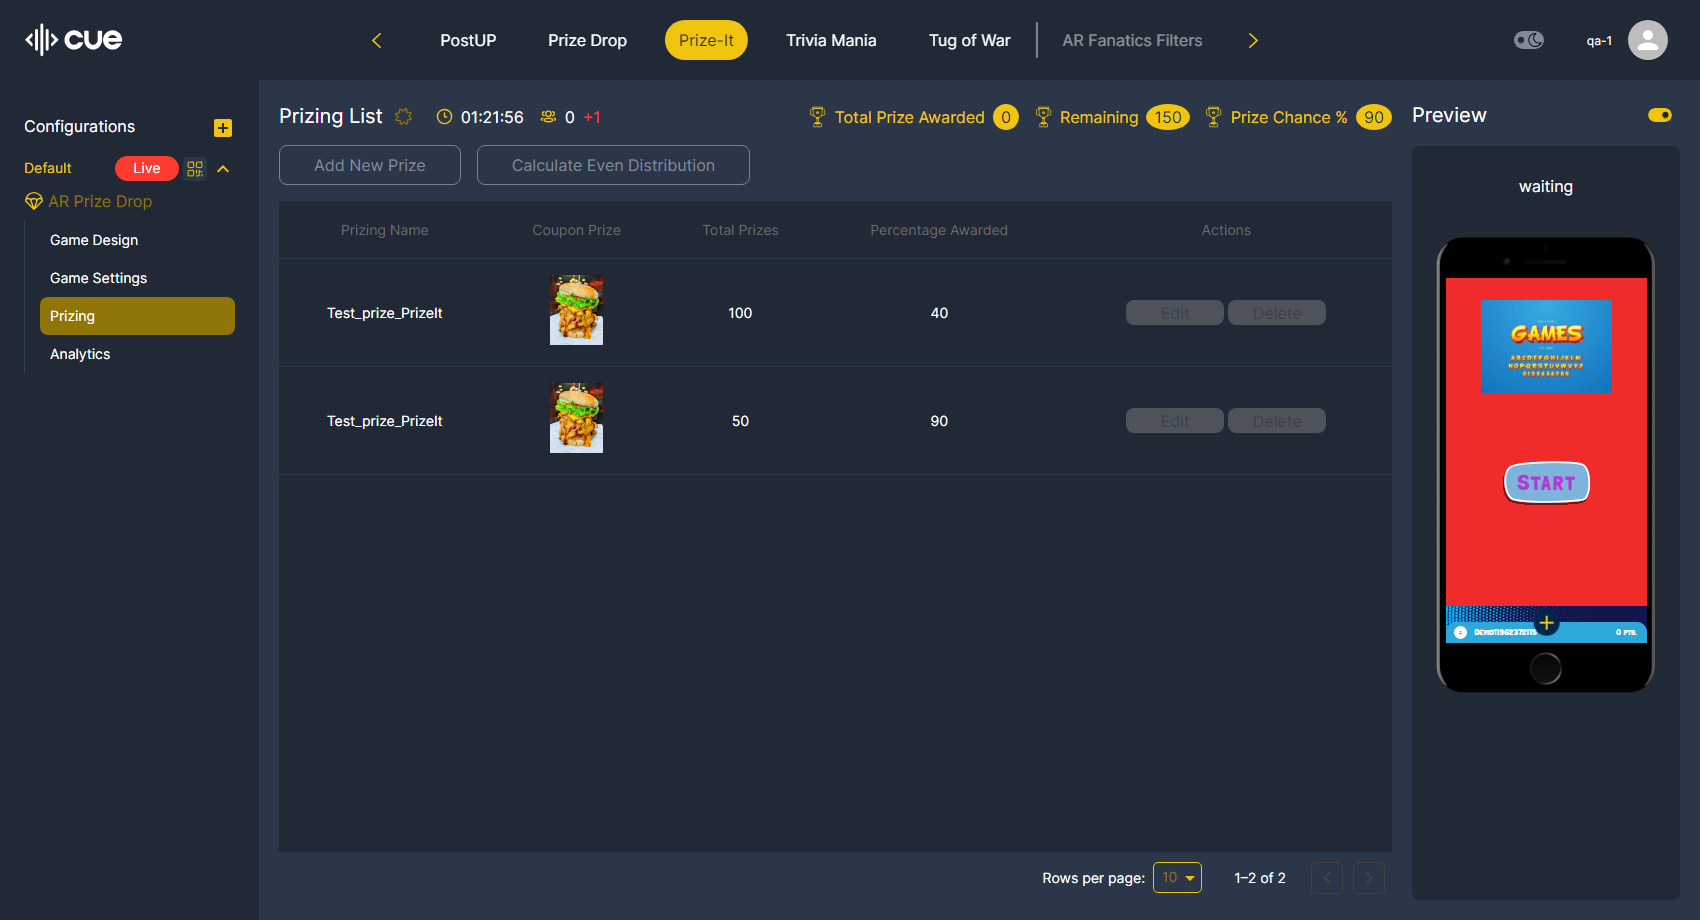 cue
PostUP
Prize Drop
Prize-It
Trivia Mania
Tug of War
AR Fanatics Filters
qa-1
Configurations
Default
Live
AR Prize Drop
Game Design
Game Settings
Prizing
Analytics
Prizing List
01:21:56
0 +1
Total Prize Awarded 0
Remaining 150
Prize Chance % 90
Add New Prize
Calculate Even Distribution
Prizing Name Coupon Prize Total Prizes Percentage Awarded Actions
Test_prize_PrizeIt 100 40 Edit Delete
Test_prize_PrizeIt 50 90 Edit Delete
Rows per page: 10 1–2 of 2
Preview
waiting
GAMES
ABCDEFGHIJKLM
NOPQRSTUVWXYZ
0123456789
START
0 PTS.